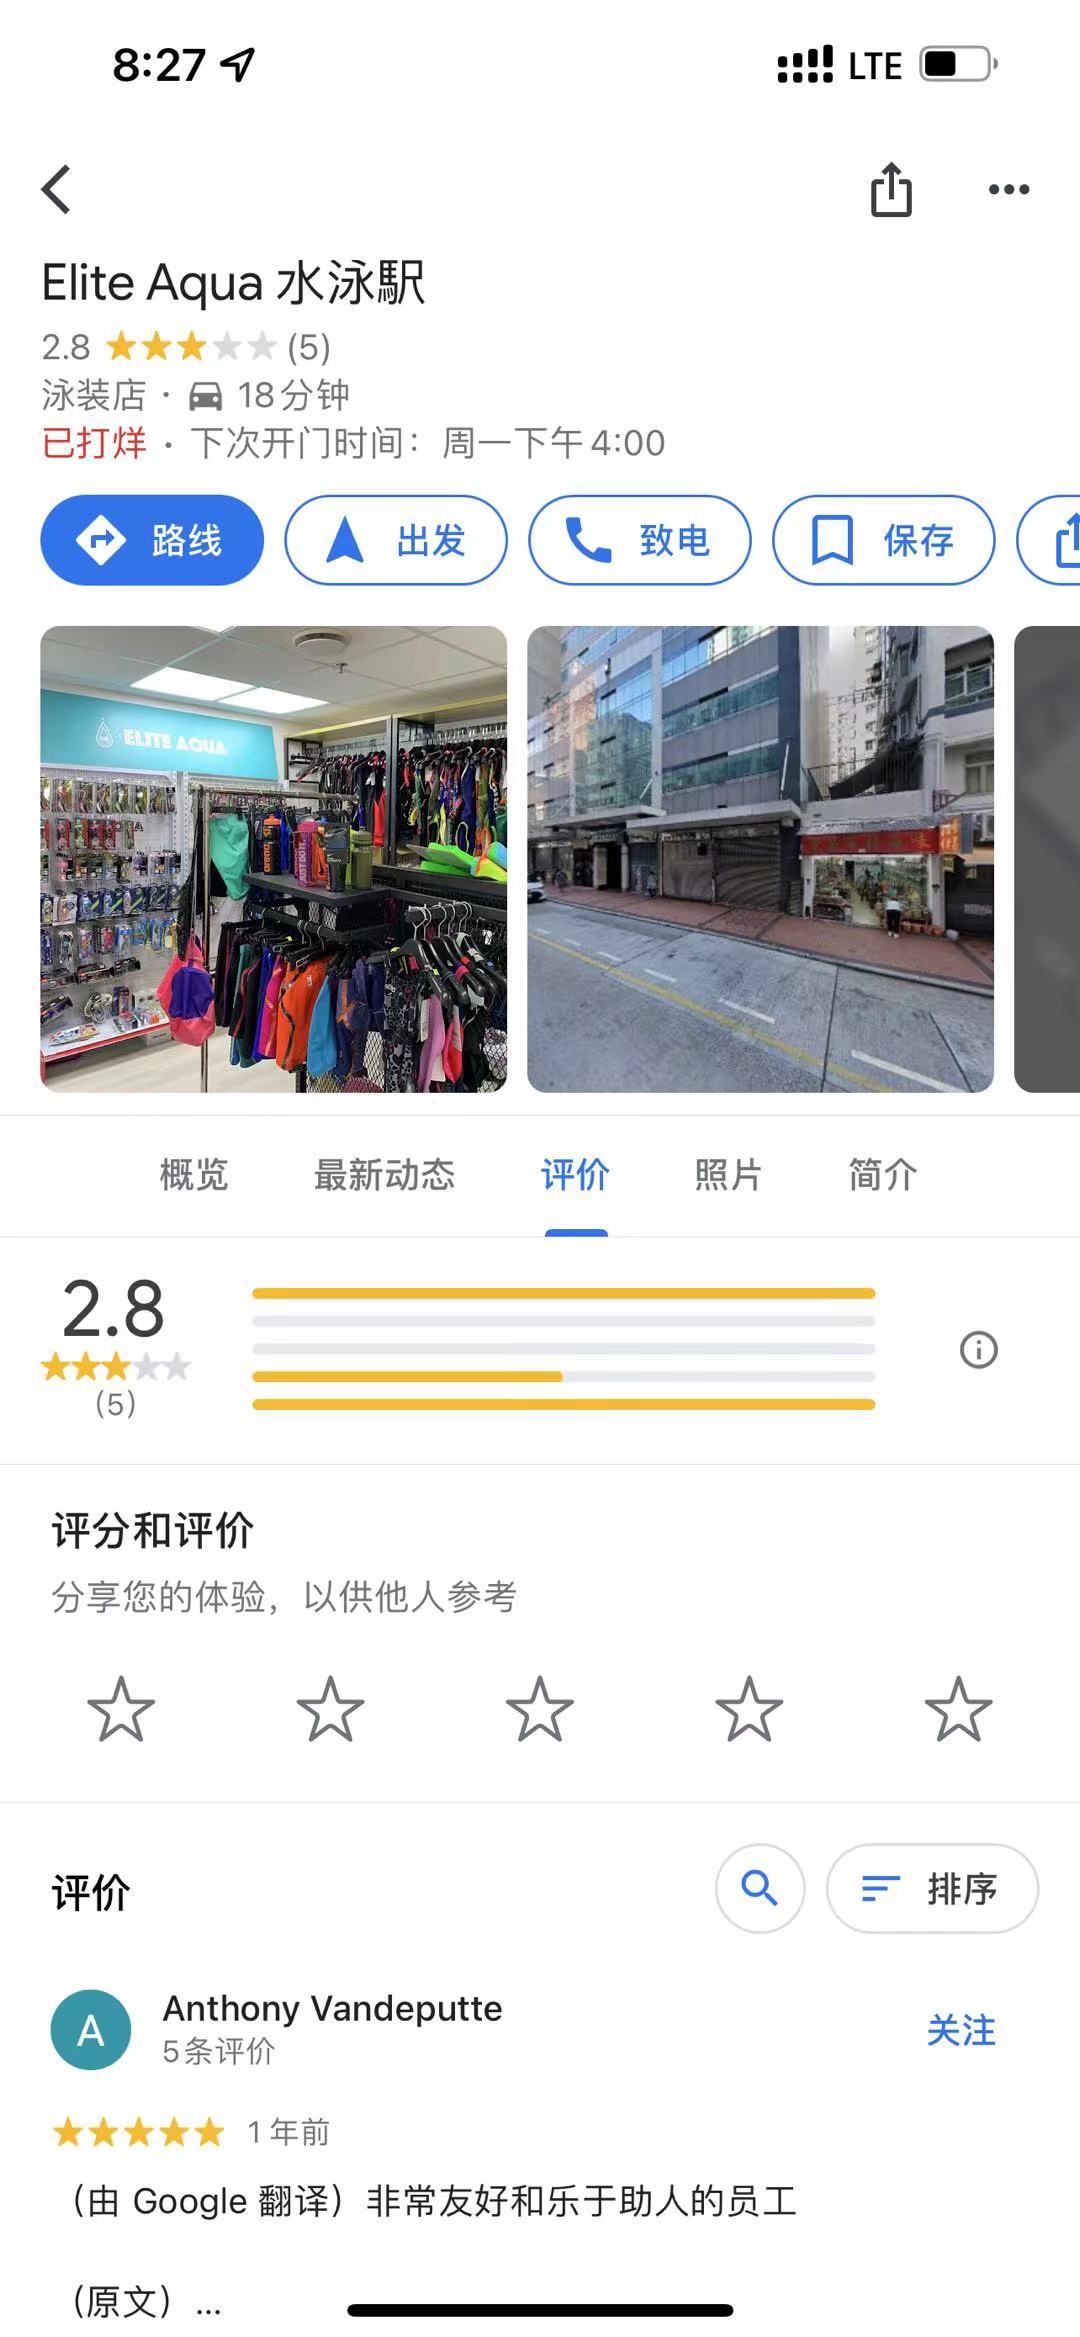 8:27
LTE
Elite Aqua 水泳駅
2.8 (5)
泳装店 · 18分钟
已打烊 · 下次开门时间：周一下午4:00
路线
出发
致电
保存
ELITE AQUA
概览
最新动态
评价
照片
简介
2.8
(5)
评分和评价
分享您的体验，以供他人参考
评价
排序
A
Anthony Vandeputte
5条评价
关注
1 年前
（由 Google 翻译）非常友好和乐于助人的员工
（原文）...